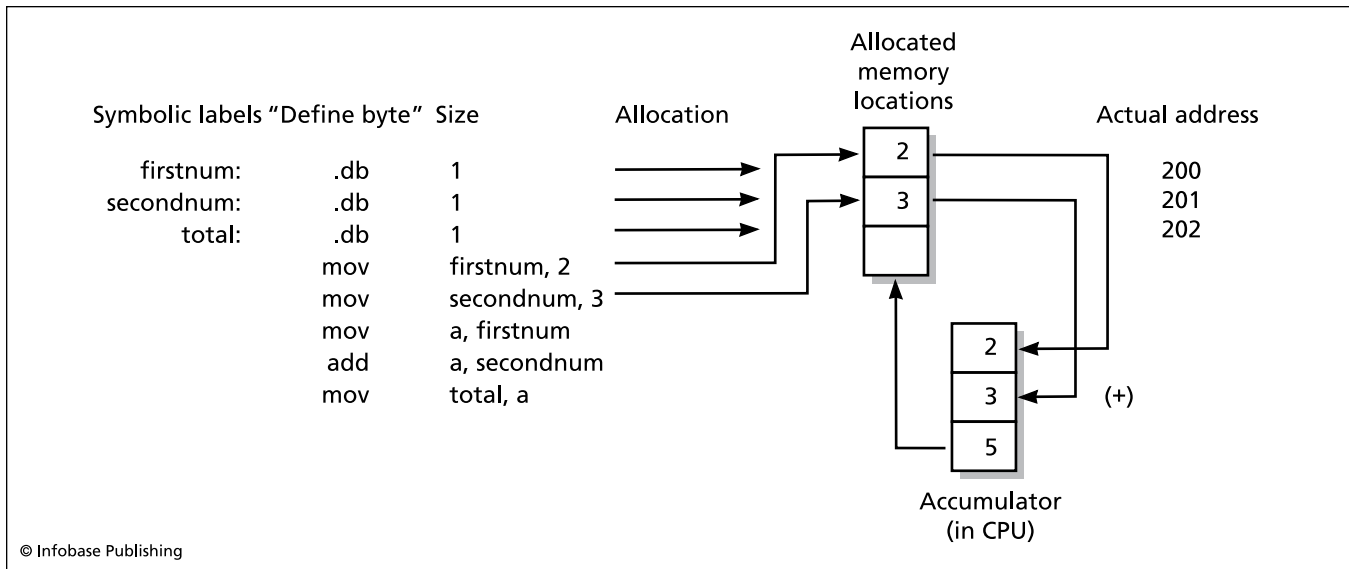 Allocated
memory
locations
Symbolic labels “Define byte” Size Allocation Actual address
firstnum: .db 1 2 200
secondnum: .db 1 3 201
total: .db 1 202
mov firstnum, 2
mov secondnum, 3
mov a, firstnum 2
add a, secondnum
mov total, a 3 (+)
5
Accumulator
(in CPU)
© Infobase Publishing